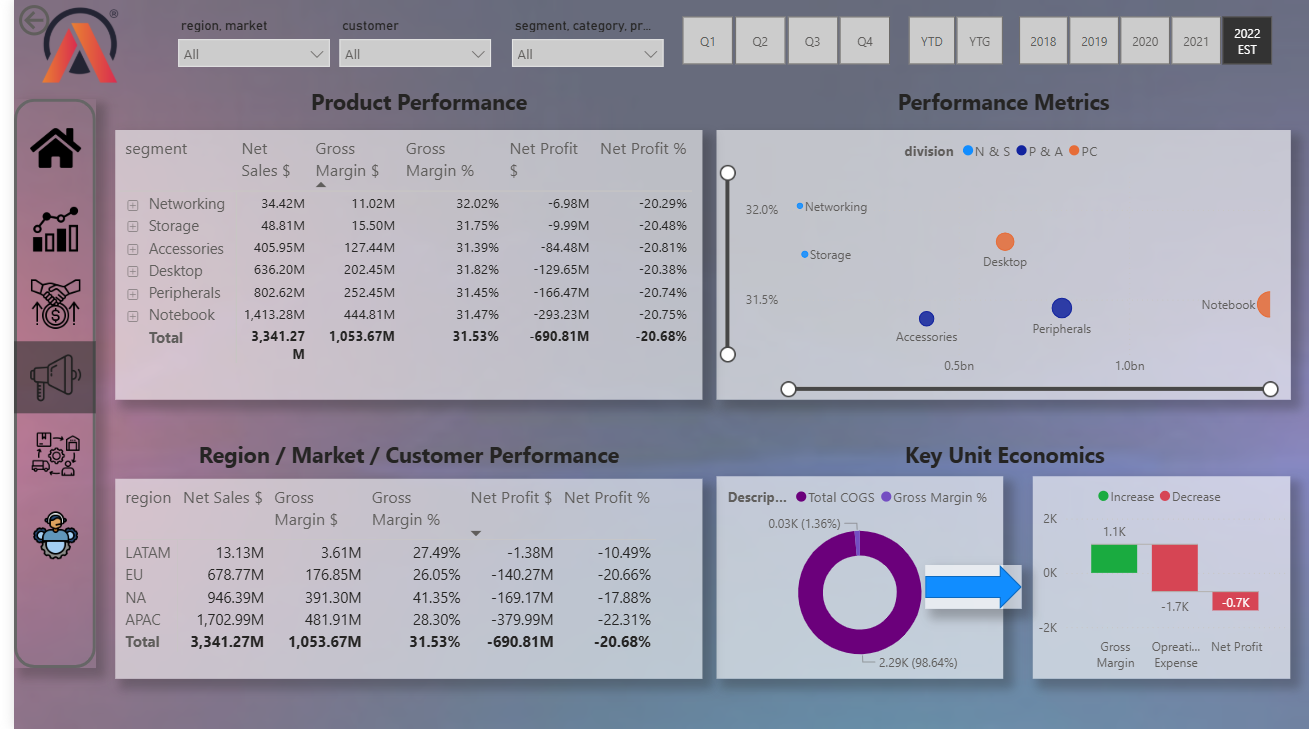 ®
region, market
customer
segment, category, pr...
All
All
All
Q1 Q2 Q3 Q4 YTD YTG 2018 2019 2020 2021 2022 EST
Product Performance
segment Net Sales $ Gross Margin $ Gross Margin % Net Profit $ Net Profit %
Networking 34.42M 11.02M 32.02% -6.98M -20.29%
Storage 48.81M 15.50M 31.75% -9.99M -20.48%
Accessories 405.95M 127.44M 31.39% -84.48M -20.81%
Desktop 636.20M 202.45M 31.82% -129.65M -20.38%
Peripherals 802.62M 252.45M 31.45% -166.47M -20.74%
Notebook 1,413.28M 444.81M 31.47% -293.23M -20.75%
Total 3,341.27M 1,053.67M 31.53% -690.81M -20.68%
Performance Metrics
division N & S P & A PC
32.0%
31.5%
Networking
Storage
Desktop
Notebook
Peripherals
Accessories
0.5bn 1.0bn
Region / Market / Customer Performance
region Net Sales $ Gross Margin $ Gross Margin % Net Profit $ Net Profit %
LATAM 13.13M 3.61M 27.49% -1.38M -10.49%
EU 678.77M 176.85M 26.05% -140.27M -20.66%
NA 946.39M 391.30M 41.35% -169.17M -17.88%
APAC 1,702.99M 481.91M 28.30% -379.99M -22.31%
Total 3,341.27M 1,053.67M 31.53% -690.81M -20.68%
Key Unit Economics
Descrip... Total COGS Gross Margin %
0.03K (1.36%)
2.29K (98.64%)
Increase Decrease
2K
0K
-2K
1.1K
-1.7K
-0.7K
Gross Margin
Opreati... Expense
Net Profit